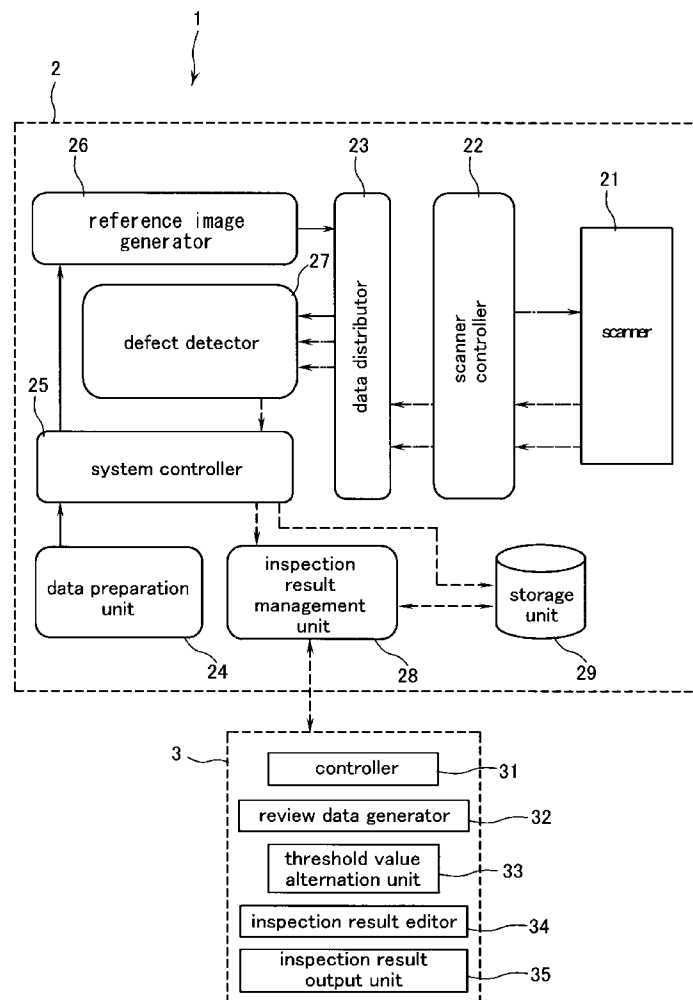 1
2
26
23
22
21
reference image
generator
27
data distributor
scanner
controller
scanner
defect detector
25
system controller
data preparation
unit
inspection
result
management
unit
storage
unit
24
28
29
3
controller
31
review data generator
32
threshold value
alternation unit
33
inspection result editor
34
inspection result
output unit
35